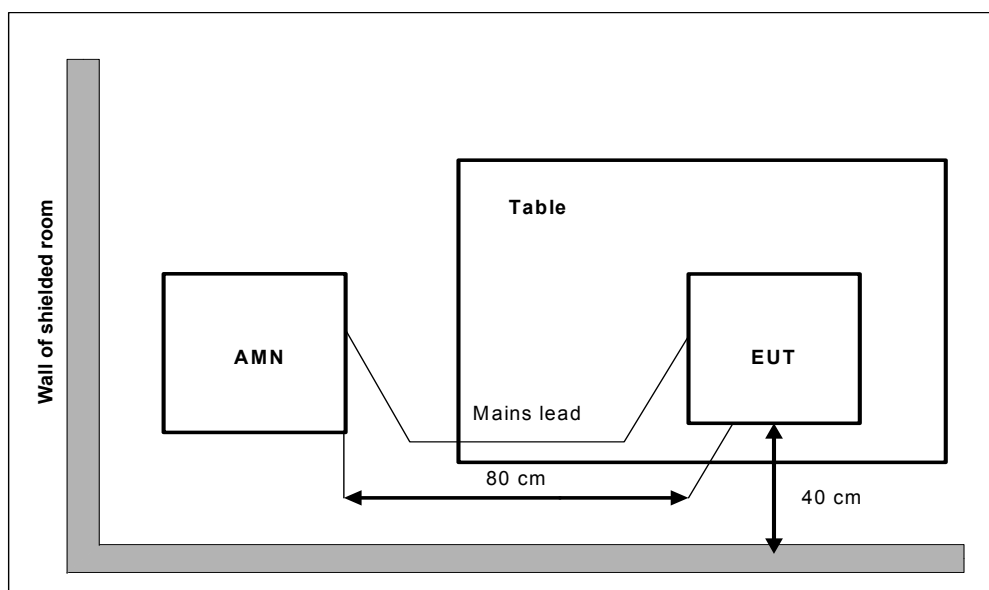 Wall of shielded room
Table
AMN
EUT
Mains lead
80 cm
40 cm